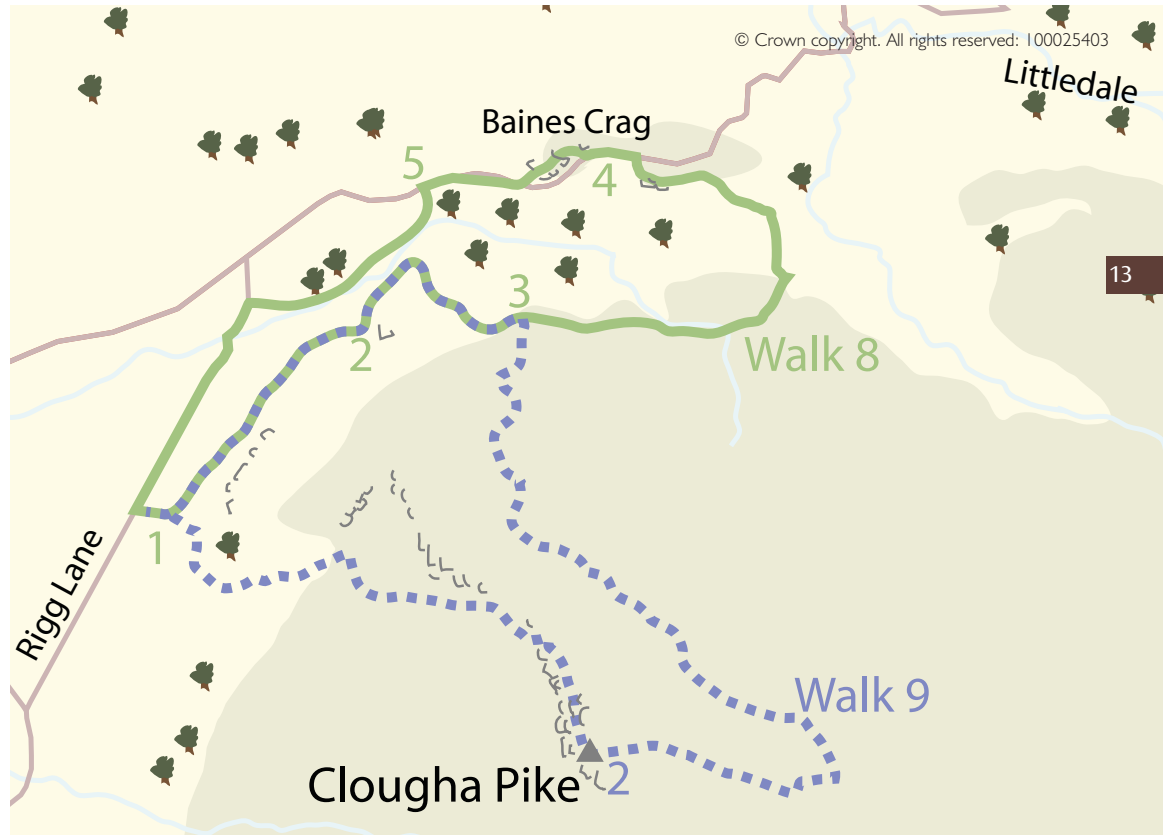 © Crown copyright. All rights reserved: 100025403
Littledale
Baines Crag
5
4
13
3
2
Walk 8
1
Rigg Lane
Walk 9
Clougha Pike
2